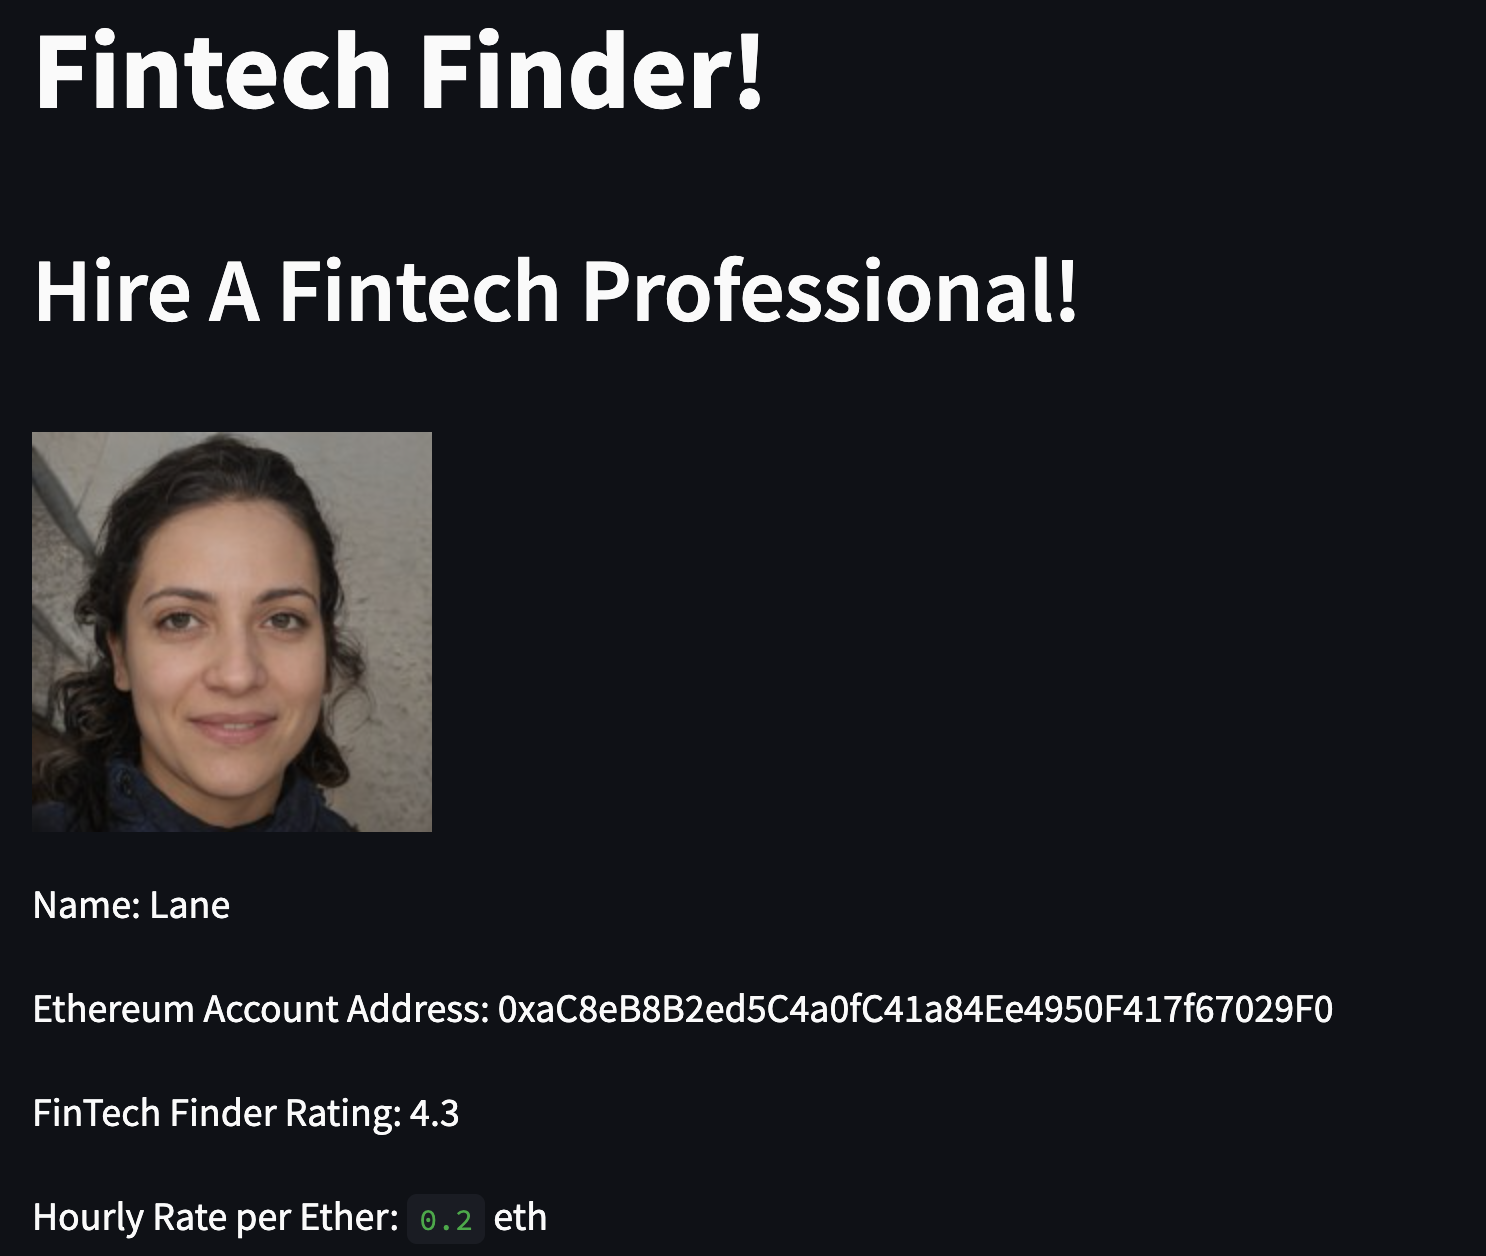 Fintech Finder!
Hire A Fintech Professional!
Name: Lane
Ethereum Account Address: 0xaC8eB8B2ed5C4a0fC41a84Ee4950F417f67029F0
FinTech Finder Rating: 4.3
Hourly Rate per Ether: 0.2 eth